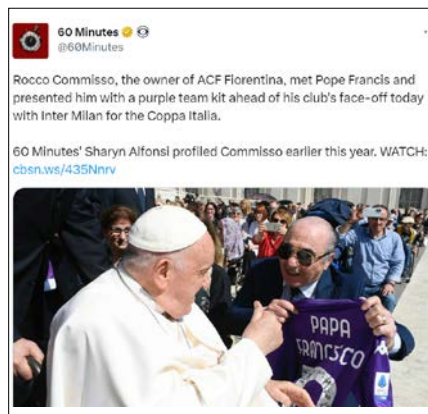 60 Minutes
@60Minutes
Rocco Commisso, the owner of ACF Fiorentina, met Pope Francis and
presented him with a purple team kit ahead of his club's face-off today
with Inter Milan for the Coppa Italia.
60 Minutes' Sharyn Alfonsi profiled Commisso earlier this year. WATCH:
cbsn.ws/435Nnrv
PAPA
FRANCESCO